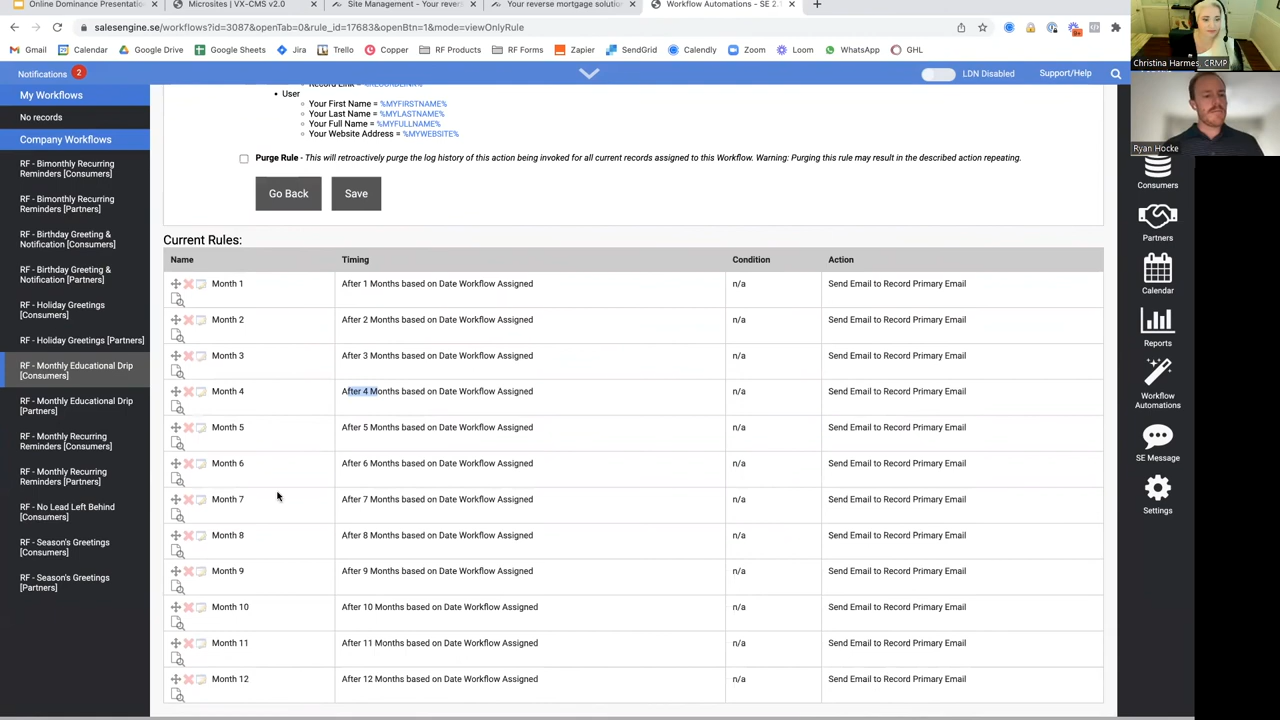 Online Dominance Presentatio
Microsites | VX-CMS v2.0
Site Management - Your rever
Your reverse mortgage solutio
Workflow Automations - SE 2.
salesengine.se/workflows?id=3087&openTab=0&rule_id=17683&openBtn=1&mode=viewOnlyRule
Gmail
Calendar
Google Drive
Google Sheets
Jira
Trello
Copper
RF Products
RF Forms
Zapier
SendGrid
Calendly
Zoom
Loom
WhatsApp
GHL
Christina Harmes, CRMP
Ryan Hocke
Notifications 2
LDN Disabled
Support/Help
My Workflows
No records
Company Workflows
RF - Bimonthly Recurring
Reminders [Consumers]
RF - Bimonthly Recurring
Reminders [Partners]
RF - Birthday Greeting &
Notification [Consumers]
RF - Birthday Greeting &
Notification [Partners]
RF - Holiday Greetings
[Consumers]
RF - Holiday Greetings [Partners]
RF - Monthly Educational Drip
[Consumers]
RF - Monthly Educational Drip
[Partners]
RF - Monthly Recurring
Reminders [Consumers]
RF - Monthly Recurring
Reminders [Partners]
RF - No Lead Left Behind
[Consumers]
RF - Season's Greetings
[Consumers]
RF - Season's Greetings
[Partners]
User
Your First Name = %MYFIRSTNAME%
Your Last Name = %MYLASTNAME%
Your Full Name = %MYFULLNAME%
Your Website Address = %MYWEBSITE%
Purge Rule - This will retroactively purge the log history of this action being invoked for all current records assigned to this Workflow. Warning: Purging this rule may result in the described action repeating.
Go Back
Save
Current Rules:
Name Timing Condition Action
Month 1 After 1 Months based on Date Workflow Assigned n/a Send Email to Record Primary Email
Month 2 After 2 Months based on Date Workflow Assigned n/a Send Email to Record Primary Email
Month 3 After 3 Months based on Date Workflow Assigned n/a Send Email to Record Primary Email
Month 4 After 4 Months based on Date Workflow Assigned n/a Send Email to Record Primary Email
Month 5 After 5 Months based on Date Workflow Assigned n/a Send Email to Record Primary Email
Month 6 After 6 Months based on Date Workflow Assigned n/a Send Email to Record Primary Email
Month 7 After 7 Months based on Date Workflow Assigned n/a Send Email to Record Primary Email
Month 8 After 8 Months based on Date Workflow Assigned n/a Send Email to Record Primary Email
Month 9 After 9 Months based on Date Workflow Assigned n/a Send Email to Record Primary Email
Month 10 After 10 Months based on Date Workflow Assigned n/a Send Email to Record Primary Email
Month 11 After 11 Months based on Date Workflow Assigned n/a Send Email to Record Primary Email
Month 12 After 12 Months based on Date Workflow Assigned n/a Send Email to Record Primary Email
Consumers
Partners
Calendar
Reports
Workflow
Automations
SE Message
Settings